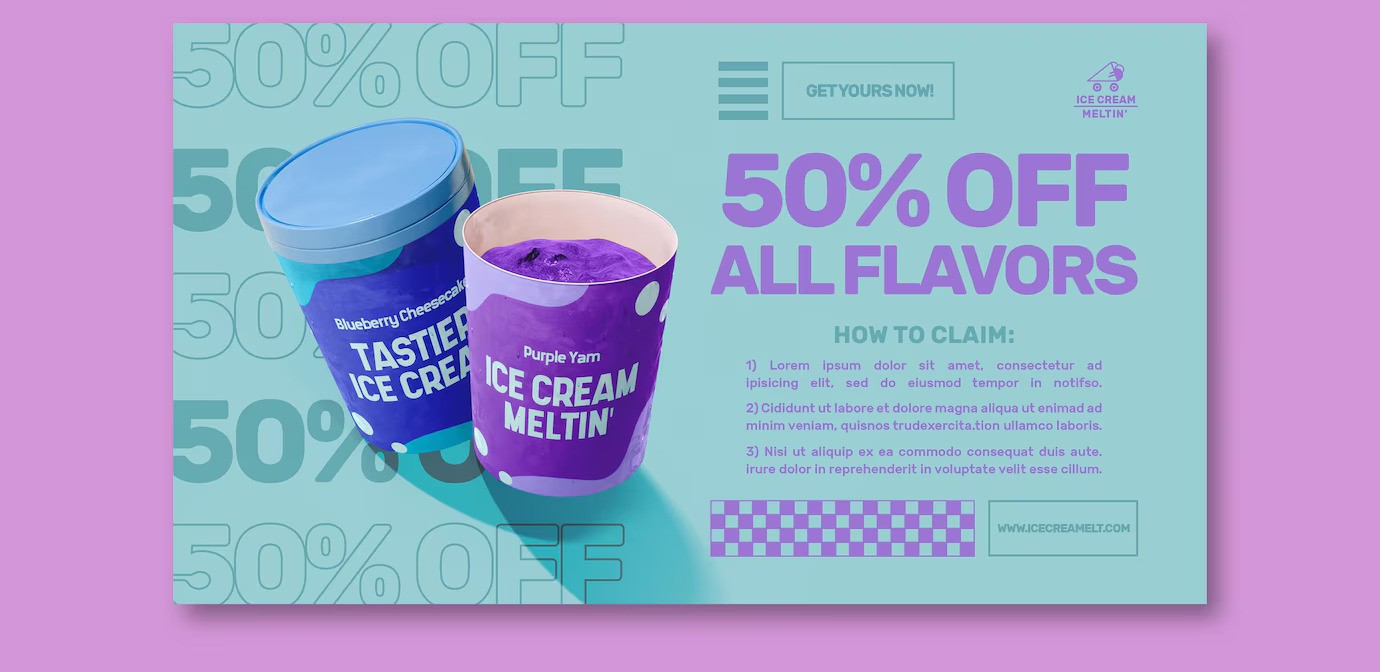 50% OFF
50 OFF
50
50% O
50% OFF
Blueberry Cheesecake
TASTIER
ICE CREA
Purple Yam
ICE CREAM
MELTIN'
GET YOURS NOW!
ICE CREAM
MELTIN'
50% OFF
ALL FLAVORS
HOW TO CLAIM:
1) Lorem ipsum dolor sit amet, consectetur ad
ipisicing elit, sed do eiusmod tempor in notifso.
2) Cididunt ut labore et dolore magna aliqua ut enimad ad
minim veniam, quisnos trudexercita.tion ullamco laboris.
3) Nisi ut aliquip ex ea commodo consequat duis aute.
irure dolor in reprehenderit in voluptate velit esse cillum.
WWW.ICECREAMELT.COM